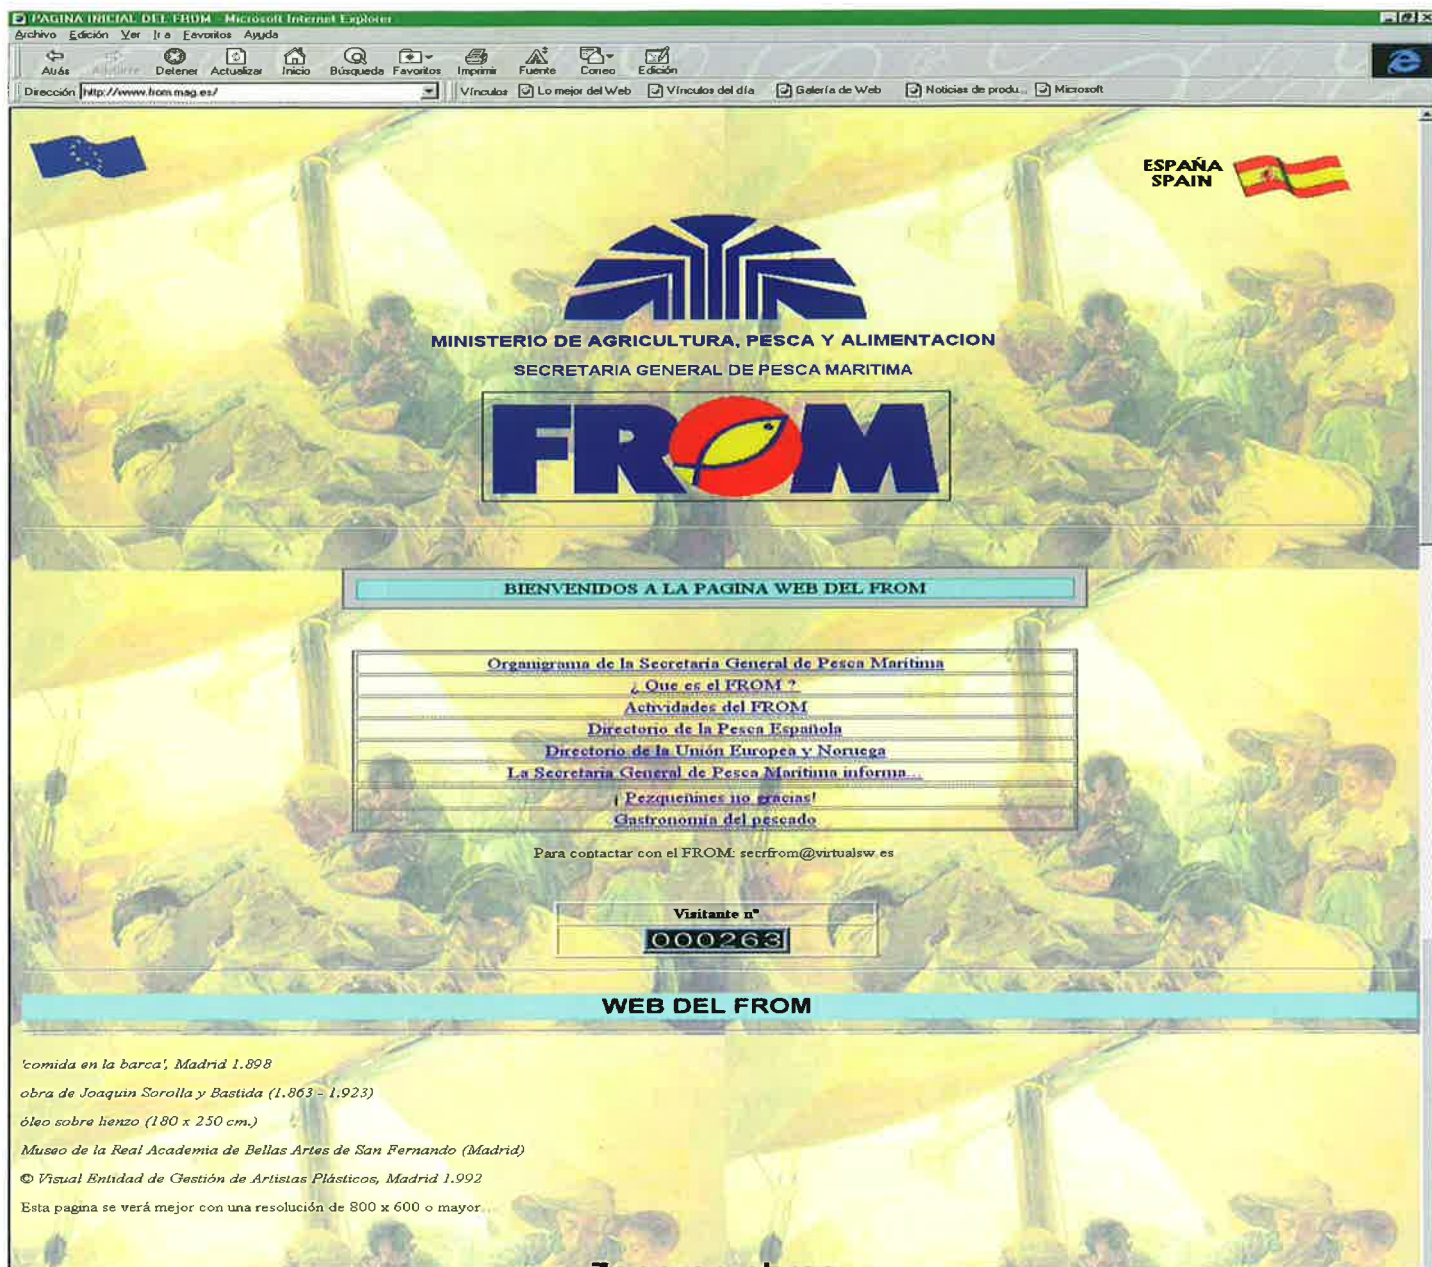 PAGINA INICIAL DEL FROM - Microsoft Internet Explorer
Archivo Edición Ver Ir a Favoritos Ayuda
Atrás Adelante Detener Actualizar Inicio Búsqueda Favoritos Imprimir Fuente Correo Edición
Dirección http://www.from.mag.es/ Vínculos Lo mejor del Web Vínculos del día Galería de Web Noticias de produ... Microsoft
ESPAÑA
SPAIN
MINISTERIO DE AGRICULTURA, PESCA Y ALIMENTACION
SECRETARIA GENERAL DE PESCA MARITIMA
FROM
BIENVENIDOS A LA PAGINA WEB DEL FROM
Organigrama de la Secretaría General de Pesca Marítima
¿ Que es el FROM ?
Actividades del FROM
Directorio de la Pesca Española
Directorio de la Unión Europea y Noruega
La Secretaría General de Pesca Marítima informa...
¡ Pezqueñines no gracias!
Gastronomía del pescado
Para contactar con el FROM: secrfrom@virtualsw.es
Visitante nº
000263
WEB DEL FROM
'comida en la barca', Madrid 1.898
obra de Joaquin Sorolla y Bastida (1.863 - 1.923)
óleo sobre lienzo (180 x 250 cm.)
Museo de la Real Academia de Bellas Artes de San Fernando (Madrid)
© Visual Entidad de Gestión de Artistas Plásticos, Madrid 1.992
Esta pagina se verá mejor con una resolución de 800 x 600 o mayor...